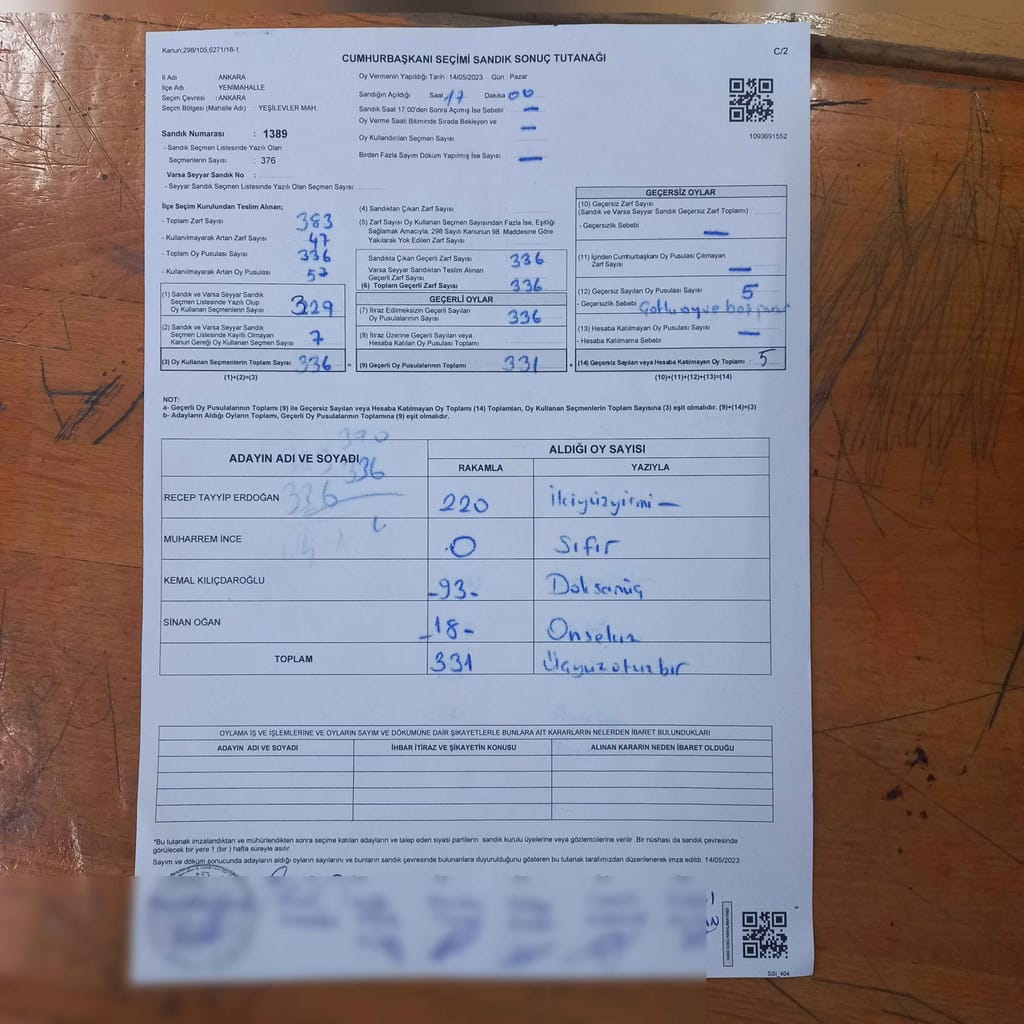 Kanun:298/105,6271/18-1
C/2
CUMHURBAŞKANI SEÇİMİ SANDIK SONUÇ TUTANAĞI
İl Adı : ANKARA
İlçe Adı : YENİMAHALLE
Seçim Çevresi : ANKARA
Seçim Bölgesi (Mahalle Adı) : YEŞİLEVLER MAH.
Sandık Numarası : 1389
- Sandık Seçmen Listesinde Yazılı Olan
Seçmenlerin Sayısı : 376
Varsa Seyyar Sandık No :
- Seyyar Sandık Listesinde Yazılı Olan Seçmen Sayısı
Oy Vermenin Yapıldığı Tarih : 14/05/2023 Gün : Pazar
Sandığın Açıldığı Saat 17 Dakika 00
Sandık Saat 17:00'den Sonra Açımış İse Sebebi —
Oy Verme Saati Bitiminde Sırada Bekleyen ve —
Oy Kullandırılan Seçmen Sayısı
Birden Fazla Sayım Döküm Yapılmış İse Sayısı —
1093691552
İlçe Seçim Kurulundan Teslim Alınan;
- Toplam Zarf Sayısı 383
- Kullanılmayarak Artan Zarf Sayısı 47
- Toplam Oy Pusulası Sayısı 336
- Kullanılmayarak Artan Oy Pusulası 57
(1) Sandık ve Varsa Seyyar Sandık
Seçmen Listesinde Yazılı Olup
Oy Kullanan Seçmenlerin Sayısı 329
(2) Sandık ve Varsa Seyyar Sandık
Seçmen Listesinde Kayıtlı Olmayan
Kanun Gereği Oy Kullanan Seçmen Sayısı 7
(3) Oy Kullanan Seçmenlerin Toplam Sayısı 336 =
(1)+(2)=(3)
(4) Sandıktan Çıkan Zarf Sayısı
(5) Zarf Sayısı Oy Kullanan Seçmen Sayısından Fazla İse, Eşitliği
Sağlamak Amacıyla, 298 Sayılı Kanunun 98. Maddesine Göre
Yakılarak Yok Edilen Zarf Sayısı
Sandıkta Çıkan Geçerli Zarf Sayısı 336
Varsa Seyyar Sandıktan Teslim Alınan
Geçerli Zarf Sayısı
(6) Toplam Geçerli Zarf Sayısı 336
GEÇERLİ OYLAR
(7) İtiraz Edilmeksizin Geçerli Sayılan
Oy Pusulalarının Sayısı 336
(8) İtiraz Üzerine Geçerli Sayılan veya
Hesaba Katılan Oy Pusulası Toplamı
(9) Geçerli Oy Pusulalarının Toplamı 331 +
GEÇERSİZ OYLAR
(10) Geçersiz Zarf Sayısı
(Sandık ve Varsa Seyyar Sandık Geçersiz Zarf Toplamı)
- Geçersizlik Sebebi —
(11) İçinden Cumhurbaşkanı Oy Pusulası Çıkmayan
Zarf Sayısı —
(12) Geçersiz Sayılan Oy Pusulası Sayısı 5
- Geçersizlik Sebebi
(13) Hesaba Katılmayan Oy Pusulası Sayısı —
- Hesaba Katılmama Sebebi
(14) Geçersiz Sayılan veya Hesaba Katılmayan Oy Toplamı 5
(10)+(11)+(12)+(13)=(14)
NOT:
a- Geçerli Oy Pusulalarının Toplamı (9) ile Geçersiz Sayılan veya Hesaba Katılmayan Oy Toplamı (14) Toplamları, Oy Kullanan Seçmenlerin Toplam Sayısına (3) eşit olmalıdır. (9)+(14)=(3)
b- Adayların Aldığı Oyların Toplamı, Geçerli Oy Pusulalarının Toplamına (9) eşit olmalıdır.
390
336
336
ADAYIN ADI VE SOYADI
ALDIĞI OY SAYISI
RAKAMLA YAZIYLA
RECEP TAYYİP ERDOĞAN 220 İkiyüzyirmi —
MUHARREM İNCE 0 Sıfır
KEMAL KILIÇDAROĞLU -93- Doksanüç
SİNAN OĞAN -18- Onsekiz
TOPLAM 331 Üçyüzotuzbir
OYLAMA İŞ VE İŞLEMLERİNE VE OYLARIN SAYIM VE DÖKÜMÜNE DAİR ŞİKAYETLERLE BUNLARA AİT KARARLARIN NELERDEN İBARET BULUNDUKLARI
ADAYIN ADI VE SOYADI İHBAR İTİRAZ VE ŞİKAYETİN KONUSU ALINAN KARARIN NEDEN İBARET OLDUĞU
*Bu tutanak imzalandıktan ve mühürlendikten sonra seçime katılan adayların ve talep eden siyasi partilerin sandık kurulu üyelerine veya gözlemcilerine verilir .Bir nüshası da sandık çevresinde
görülecek bir yere 1 (bir ) hafta süreyle asılır.
Sayım ve döküm sonucunda adayların aldığı oyların sayılarını ve bunların sandık çevresinde bulunanlara duyurulduğunu gösteren bu tutanak tarafımızdan düzenlenerek imza edildi. 14/05/2023
SSI_404